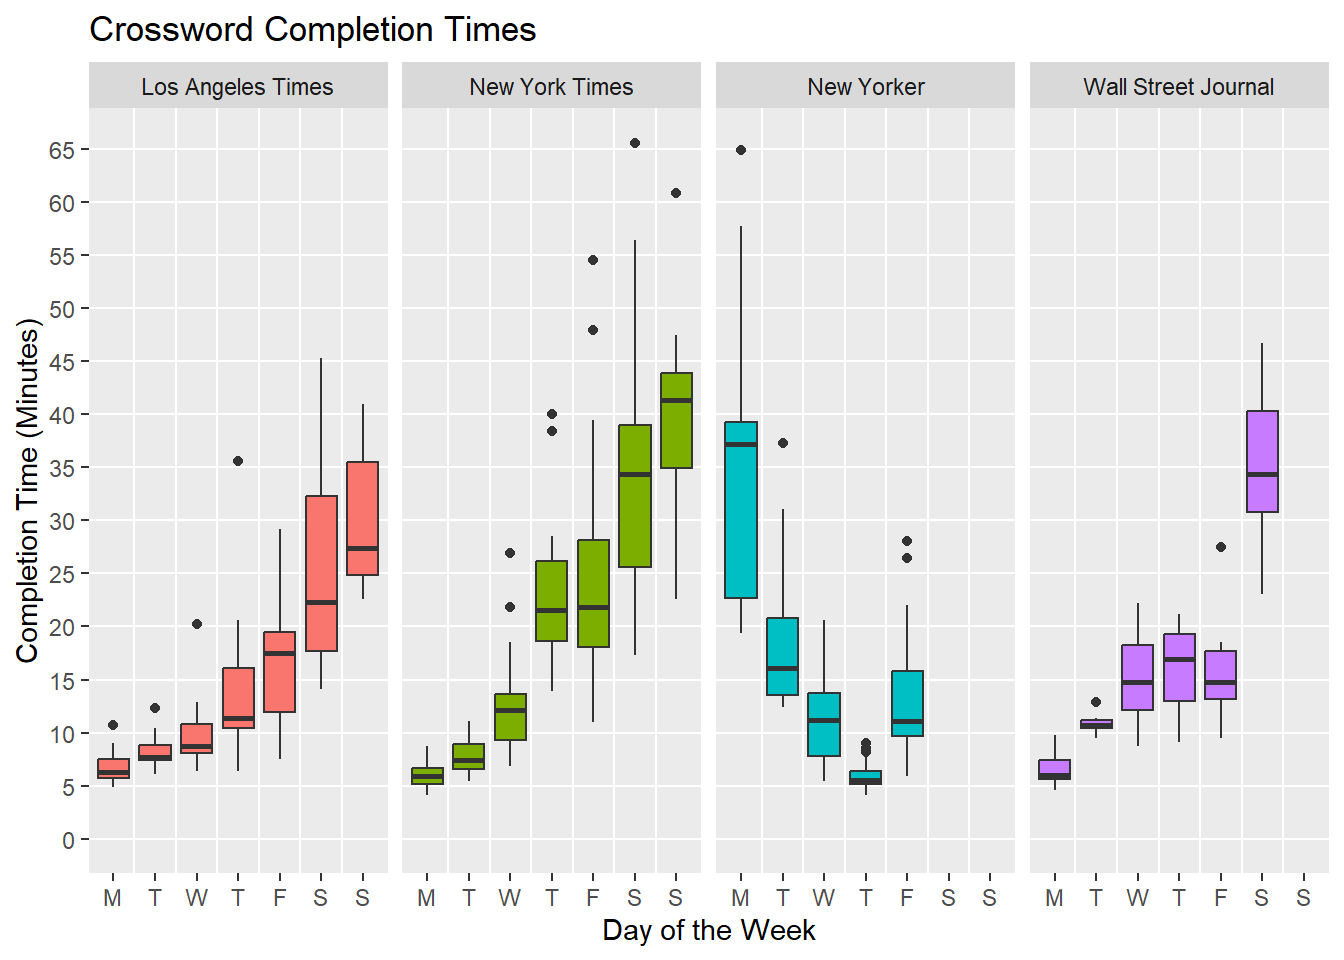 Crossword Completion Times
Los Angeles Times
New York Times
New Yorker
Wall Street Journal
Completion Time (Minutes)
65
60
55
50
45
40
35
30
25
20
15
10
5
0
M T W T F S S
M T W T F S S
M T W T F S S
M T W T F S S
Day of the Week